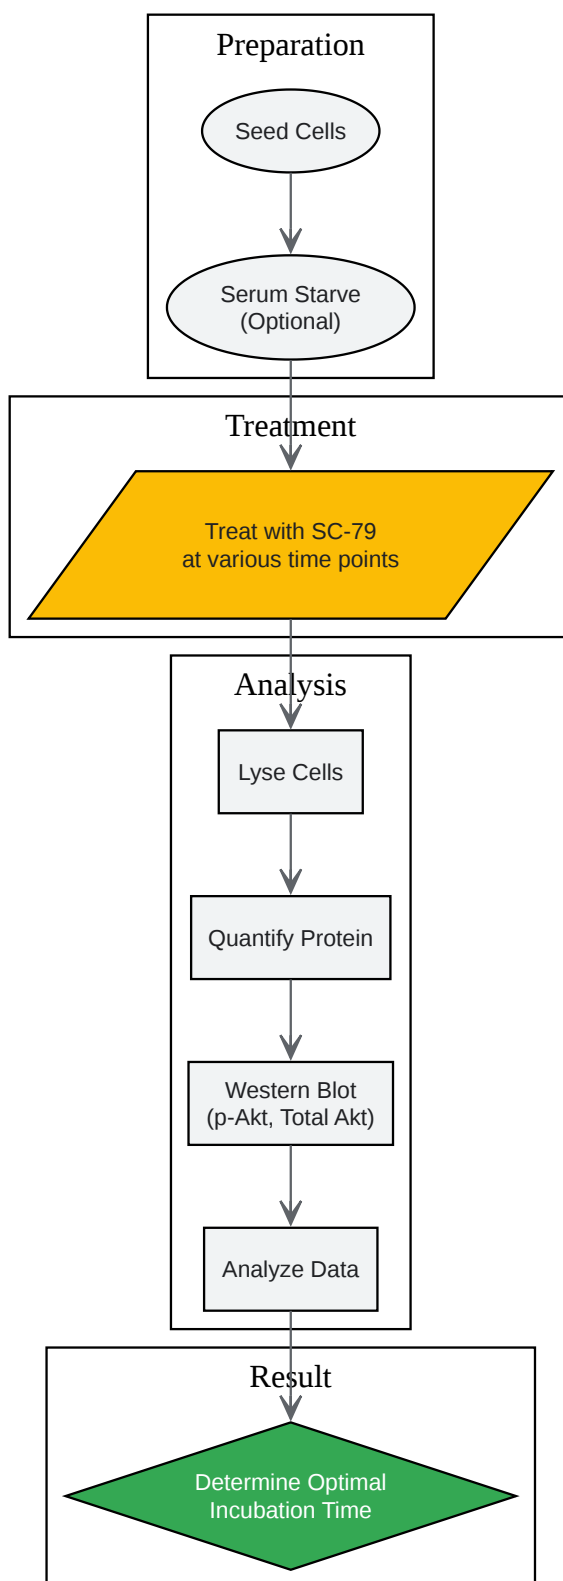 Preparation
Seed Cells
Serum Starve
(Optional)
Treatment
Treat with SC-79
at various time points
Analysis
Lyse Cells
Quantify Protein
Western Blot
(p-Akt, Total Akt)
Analyze Data
Result
Determine Optimal
Incubation Time